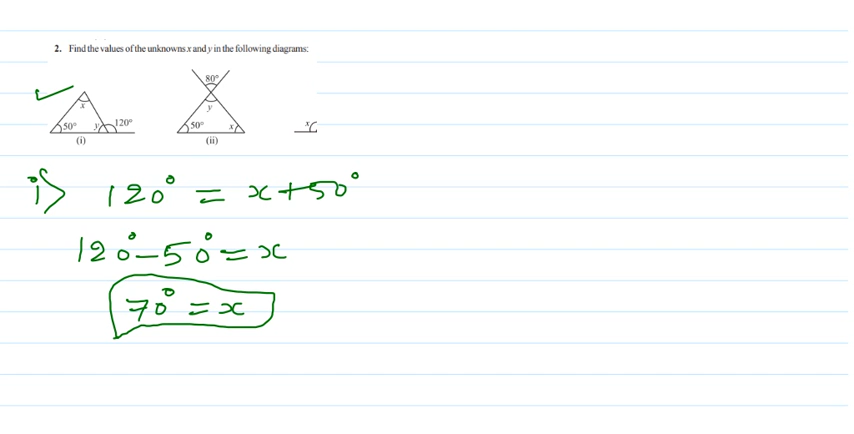 2. Find the values of the unknowns x and y in the following diagrams:
80°
x
y
50°
y
120°
50°
x
x
(i)
(ii)
i) 120° = x + 50°
120° - 50° = x
70° = x